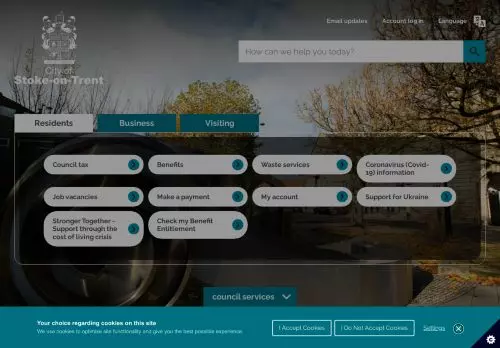 Email updates
Account log in
Language
City of
Stoke-on-Trent
How can we help you today?
Residents
Business
Visiting
Council tax
Benefits
Waste services
Coronavirus (Covid-
19) information
Job vacancies
Make a payment
My account
Support for Ukraine
Stronger Together -
Support through the
cost of living crisis
Check my Benefit
Entitlement
council services
Your choice regarding cookies on this site
We use cookies to optimise site functionality and give you the best possible experience.
I Accept Cookies
I Do Not Accept Cookies
Settings